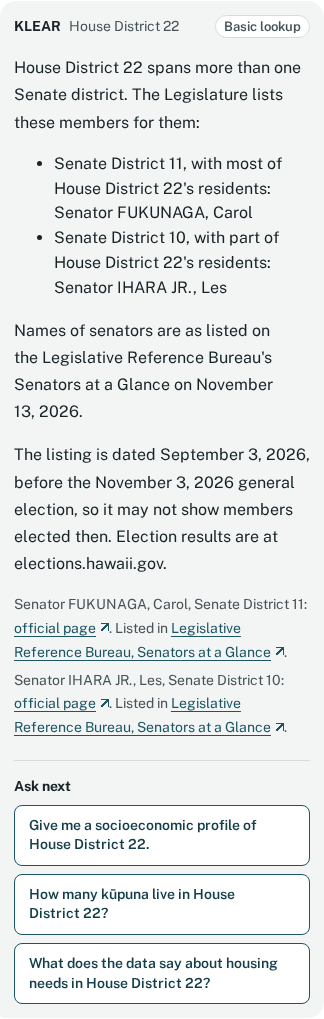 KLEAR House District 22 Basic lookup
House District 22 spans more than one
Senate district. The Legislature lists
these members for them:
• Senate District 11, with most of
House District 22's residents:
Senator FUKUNAGA, Carol
• Senate District 10, with part of
House District 22's residents:
Senator IHARA JR., Les
Names of senators are as listed on
the Legislative Reference Bureau's
Senators at a Glance on November
13, 2026.
The listing is dated September 3, 2026,
before the November 3, 2026 general
election, so it may not show members
elected then. Election results are at
elections.hawaii.gov.
Senator FUKUNAGA, Carol, Senate District 11:
official page ↗. Listed in Legislative
Reference Bureau, Senators at a Glance ↗.
Senator IHARA JR., Les, Senate District 10:
official page ↗. Listed in Legislative
Reference Bureau, Senators at a Glance ↗.
Ask next
Give me a socioeconomic profile of
House District 22.
How many kūpuna live in House
District 22?
What does the data say about housing
needs in House District 22?